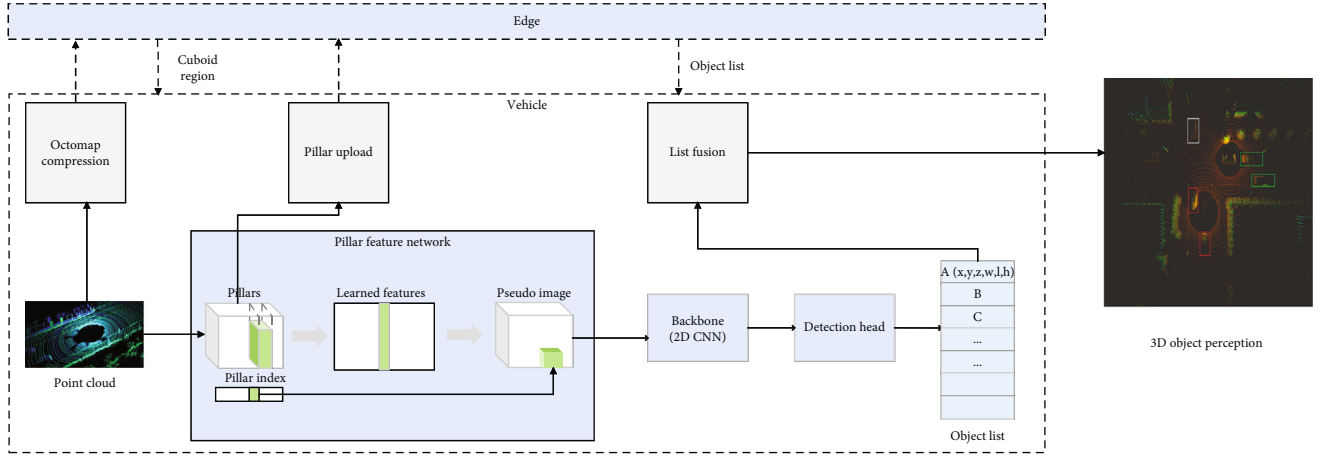 Edge
Cuboid
region
Object list
Vehicle
Octomap
compression
Pillar upload
List fusion
Pillar feature network
Pillars
Learned features
Pseudo image
Pillar index
Point cloud
Backbone
(2D CNN)
Detection head
A (x,y,z,w,l,h)
B
C
...
...
Object list
3D object perception